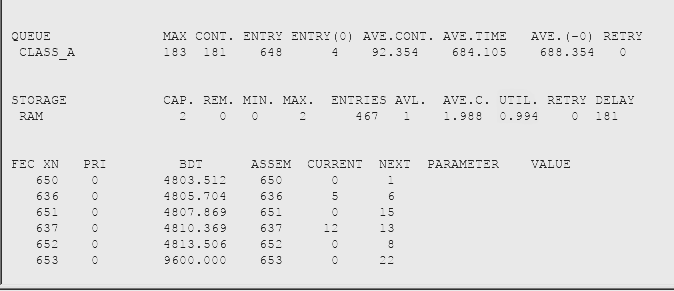 QUEUE MAX CONT. ENTRY ENTRY(0) AVE.CONT. AVE.TIME AVE.(-0) RETRY
CLASS_A 183 181 648 4 92.354 684.105 688.354 0
STORAGE CAP. REM. MIN. MAX. ENTRIES AVL. AVE.C. UTIL. RETRY DELAY
RAM 2 0 0 2 467 1 1.988 0.994 0 181
FEC XN PRI BDT ASSEM CURRENT NEXT PARAMETER VALUE
650 0 4803.512 650 0 1
636 0 4805.704 636 5 6
651 0 4807.869 651 0 15
637 0 4810.369 637 12 13
652 0 4813.506 652 0 8
653 0 9600.000 653 0 22